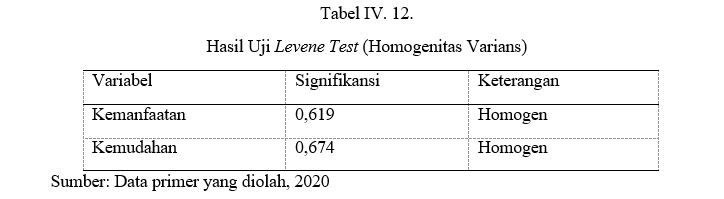 Tabel IV. 12.
Hasil Uji Levene Test (Homogenitas Varians)
Variabel Signifikansi Keterangan
Kemanfaatan 0,619 Homogen
Kemudahan 0,674 Homogen
Sumber: Data primer yang diolah, 2020